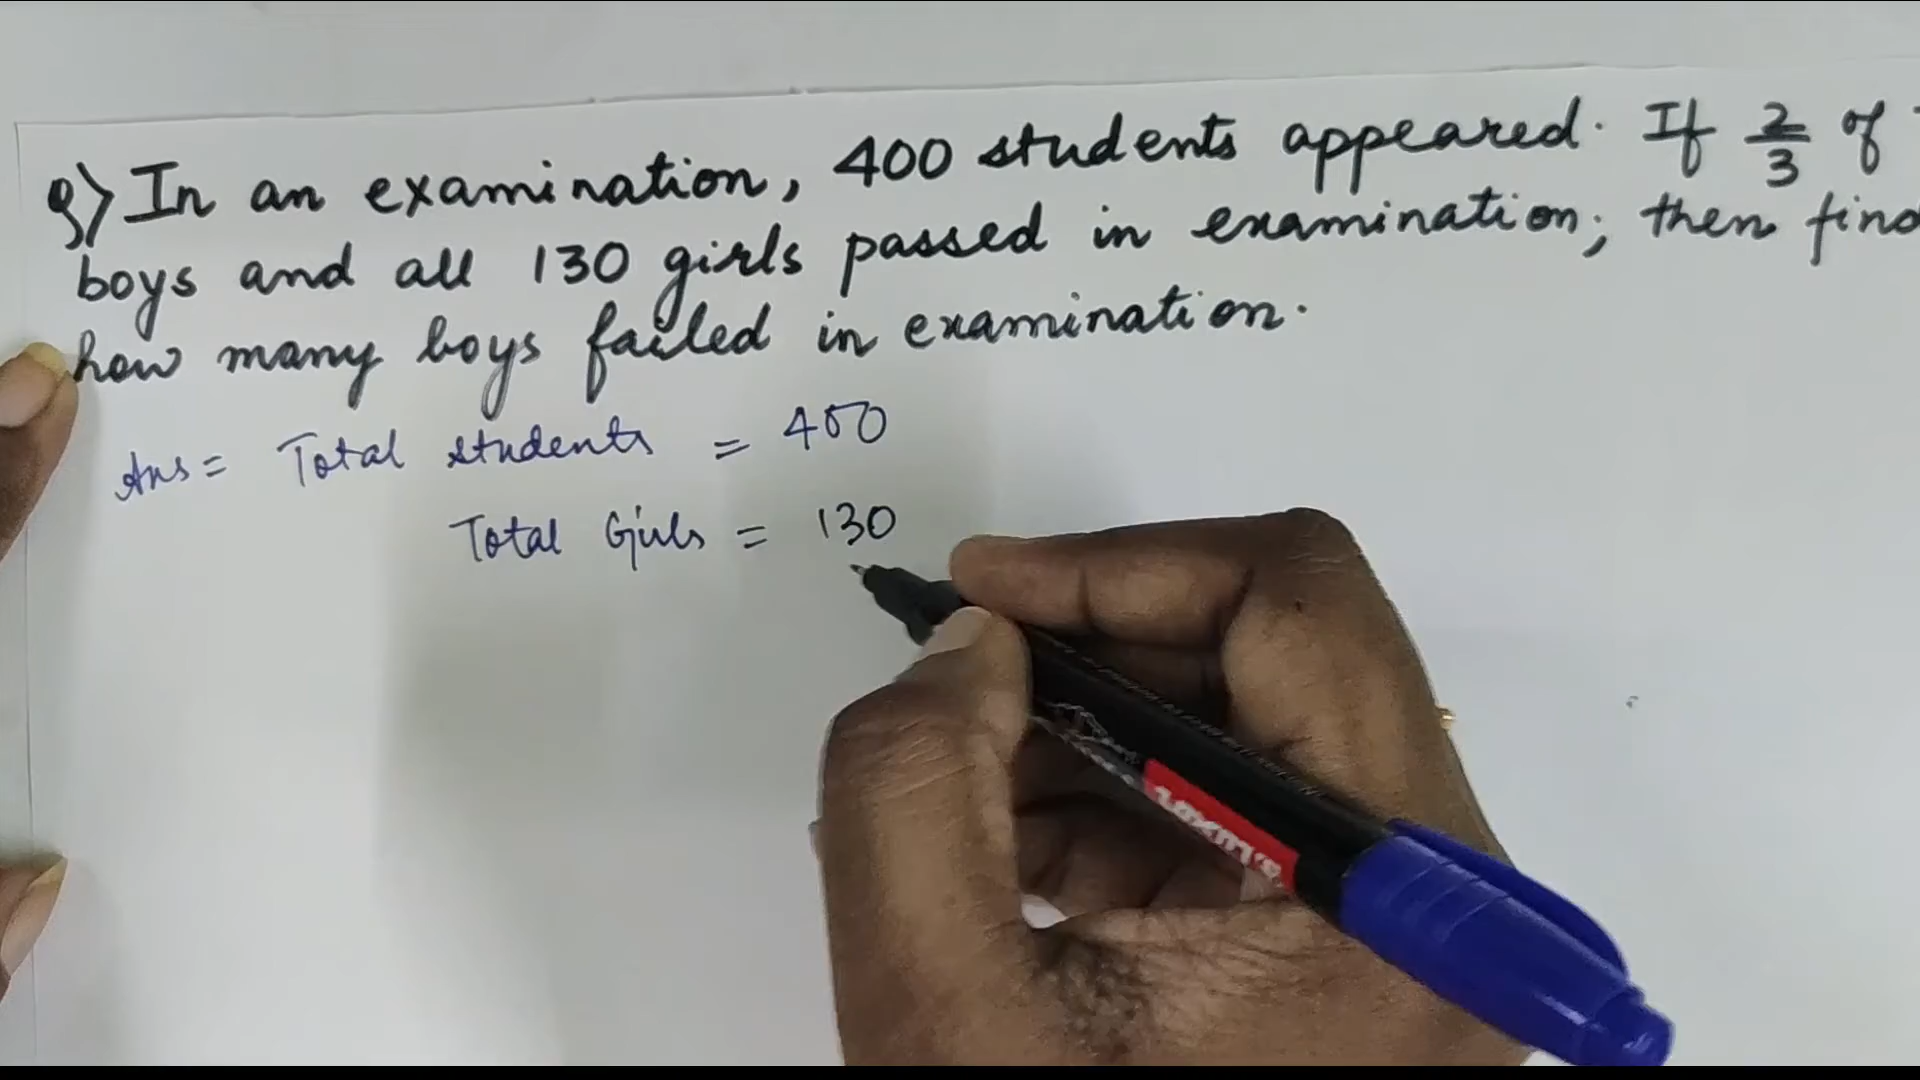 Q) In an examination, 400 students appeared. If 2/3 of
boys and all 130 girls passed in examination; then find
how many boys failed in examination.
Ans = Total students = 400
Total Girls = 130
LUXOR